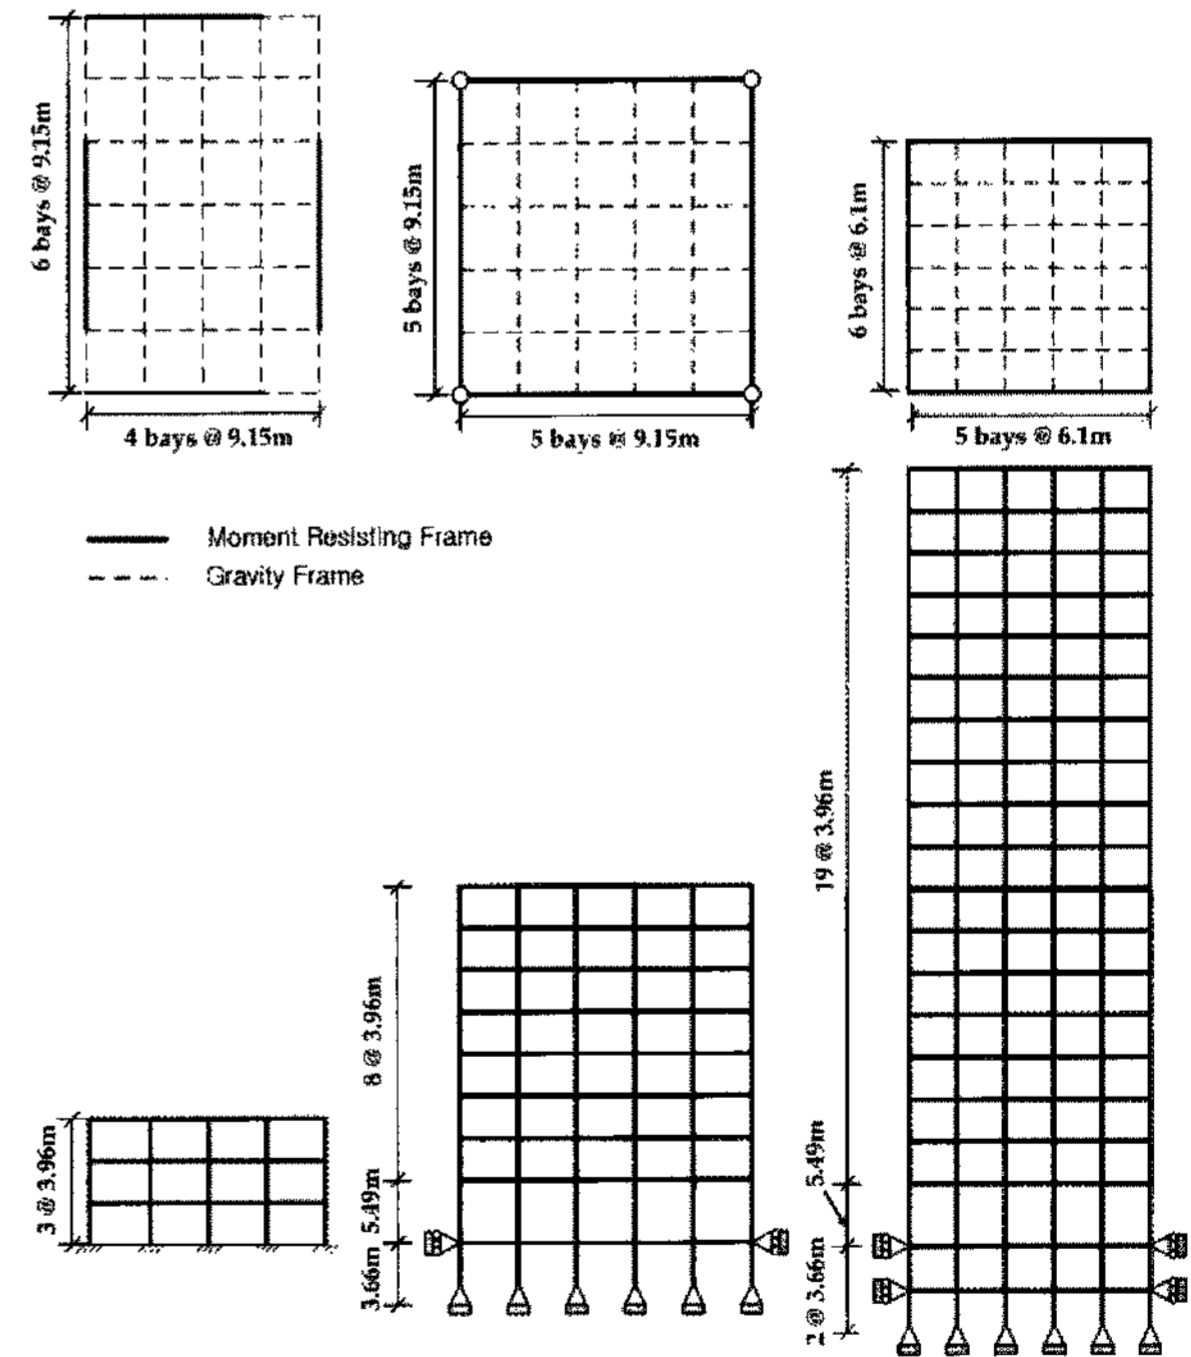 6 bays @ 9.15m
4 bays @ 9.15m
5 bays @ 9.15m
5 bays @ 9.15m
6 bays @ 6.1m
5 bays @ 6.1m
Moment Resisting Frame
Gravity Frame
3 @ 3.96m
8 @ 3.96m
5.49m
3.66m
19 @ 3.96m
5.49m
2 @ 3.66m